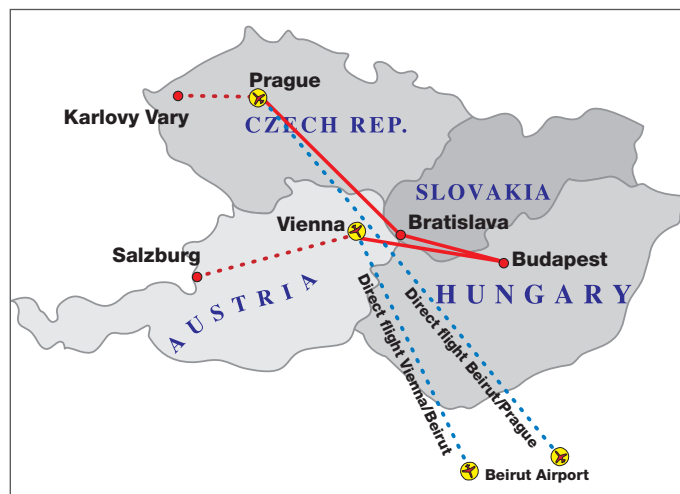 Prague
Karlovy Vary
CZECH REP.
SLOVAKIA
Vienna
Bratislava
Salzburg
Budapest
HUNGARY
AUSTRIA
Direct flight Vienna/Beirut
Direct flight Beirut/Prague
Beirut Airport